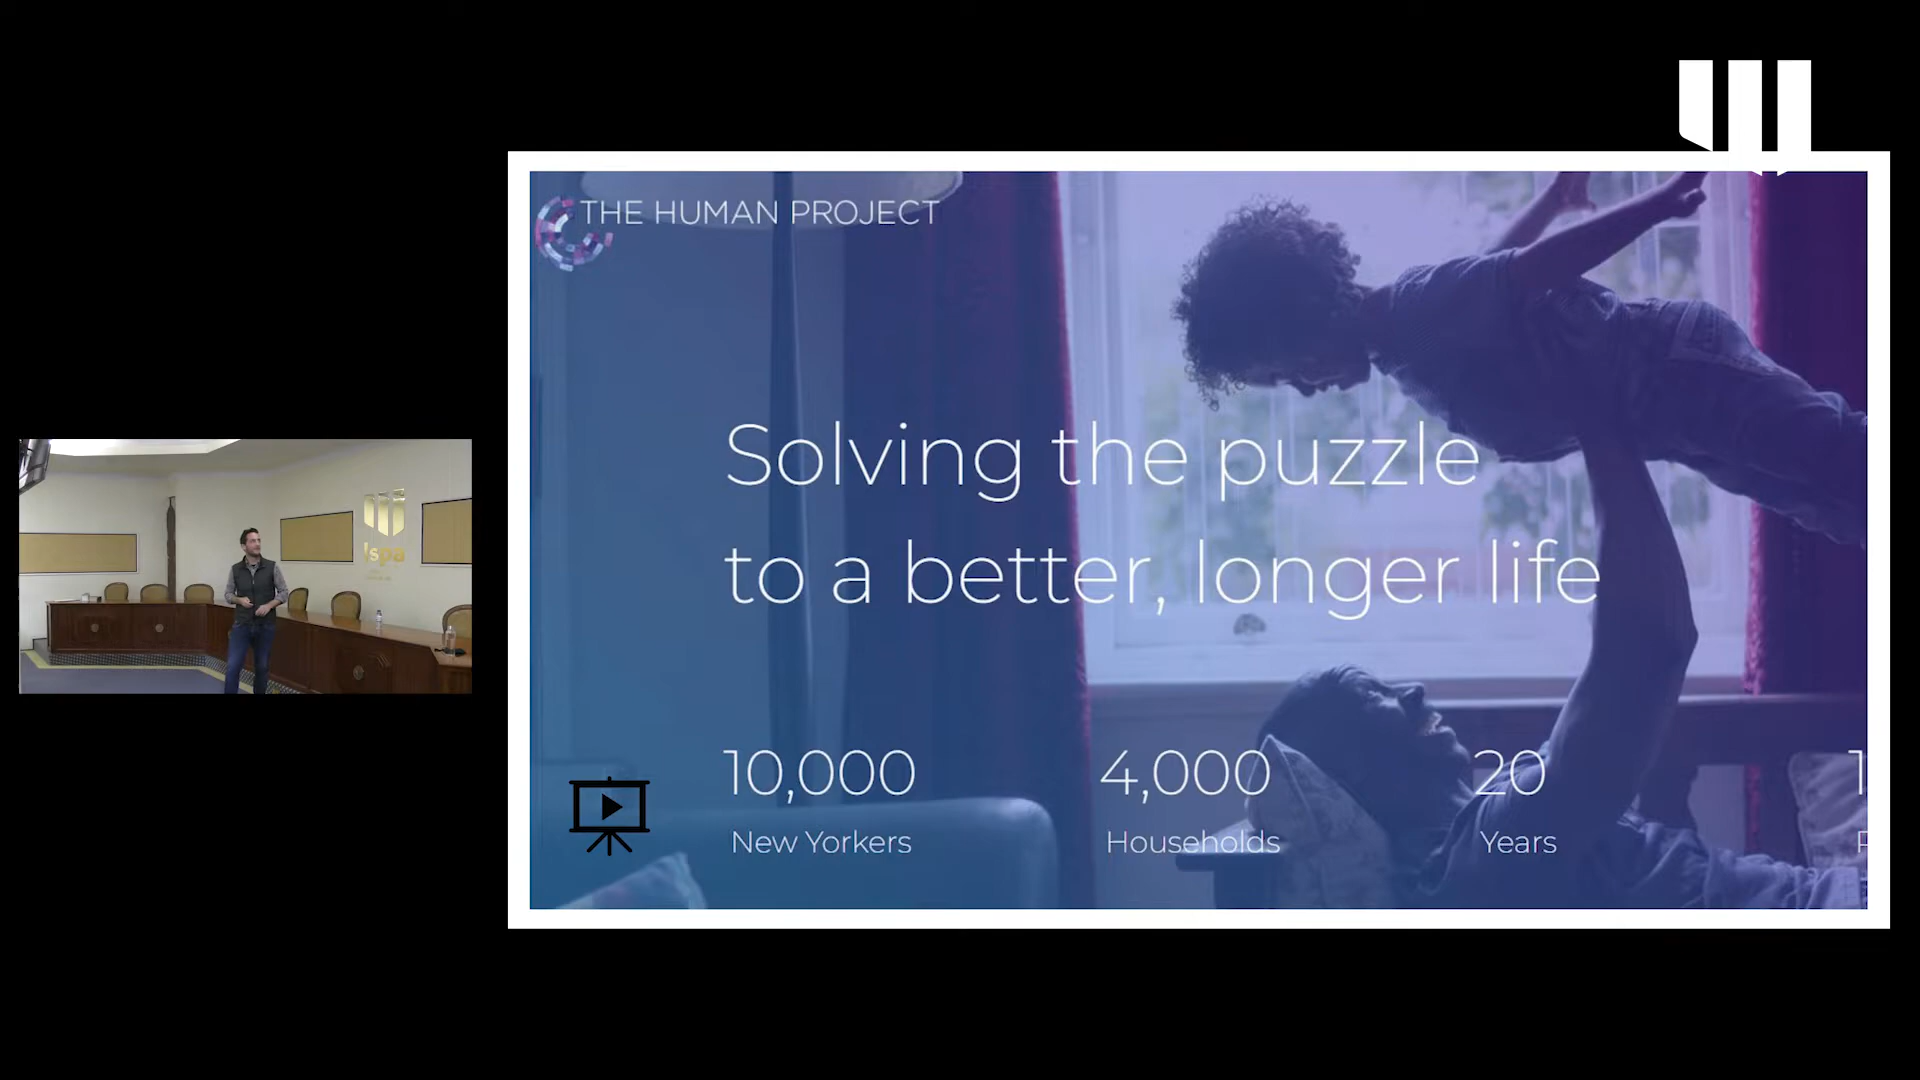 THE HUMAN PROJECT
Solving the puzzle
to a better, longer life
10,000
4,000
20
New Yorkers
Households
Years